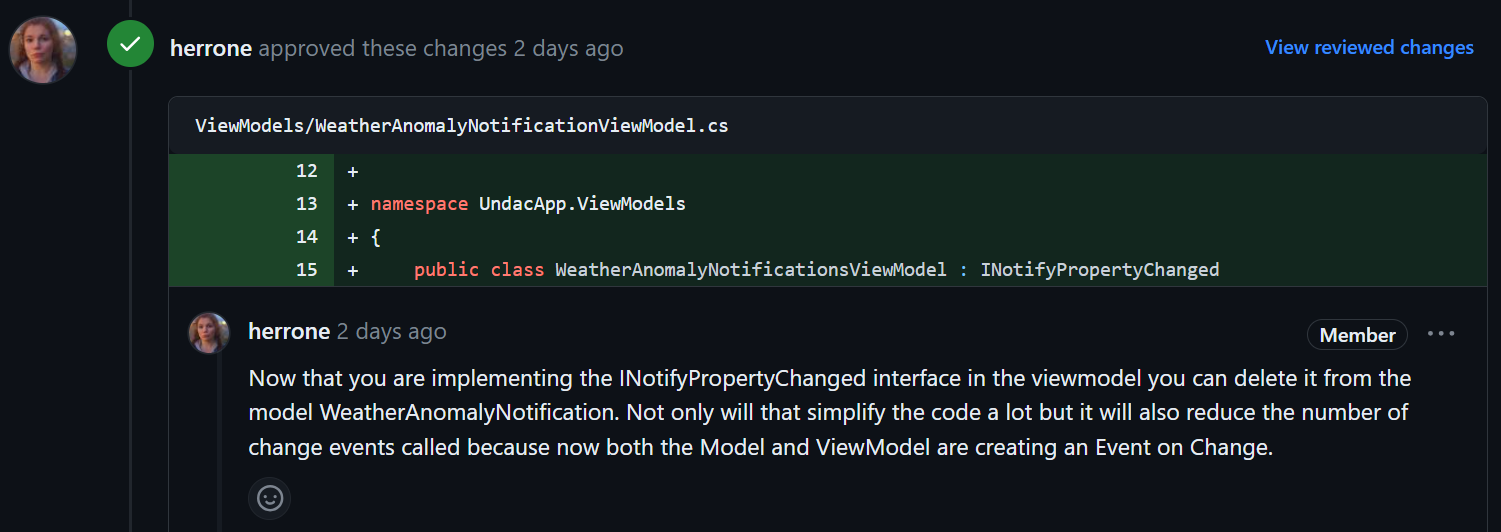 herrone approved these changes 2 days ago
View reviewed changes
ViewModels/WeatherAnomalyNotificationViewModel.cs
12 +
13 + namespace UndacApp.ViewModels
14 + {
15 + public class WeatherAnomalyNotificationsViewModel : INotifyPropertyChanged
herrone 2 days ago
Member
Now that you are implementing the INotifyPropertyChanged interface in the viewmodel you can delete it from the
model WeatherAnomalyNotification. Not only will that simplify the code a lot but it will also reduce the number of
change events called because now both the Model and ViewModel are creating an Event on Change.